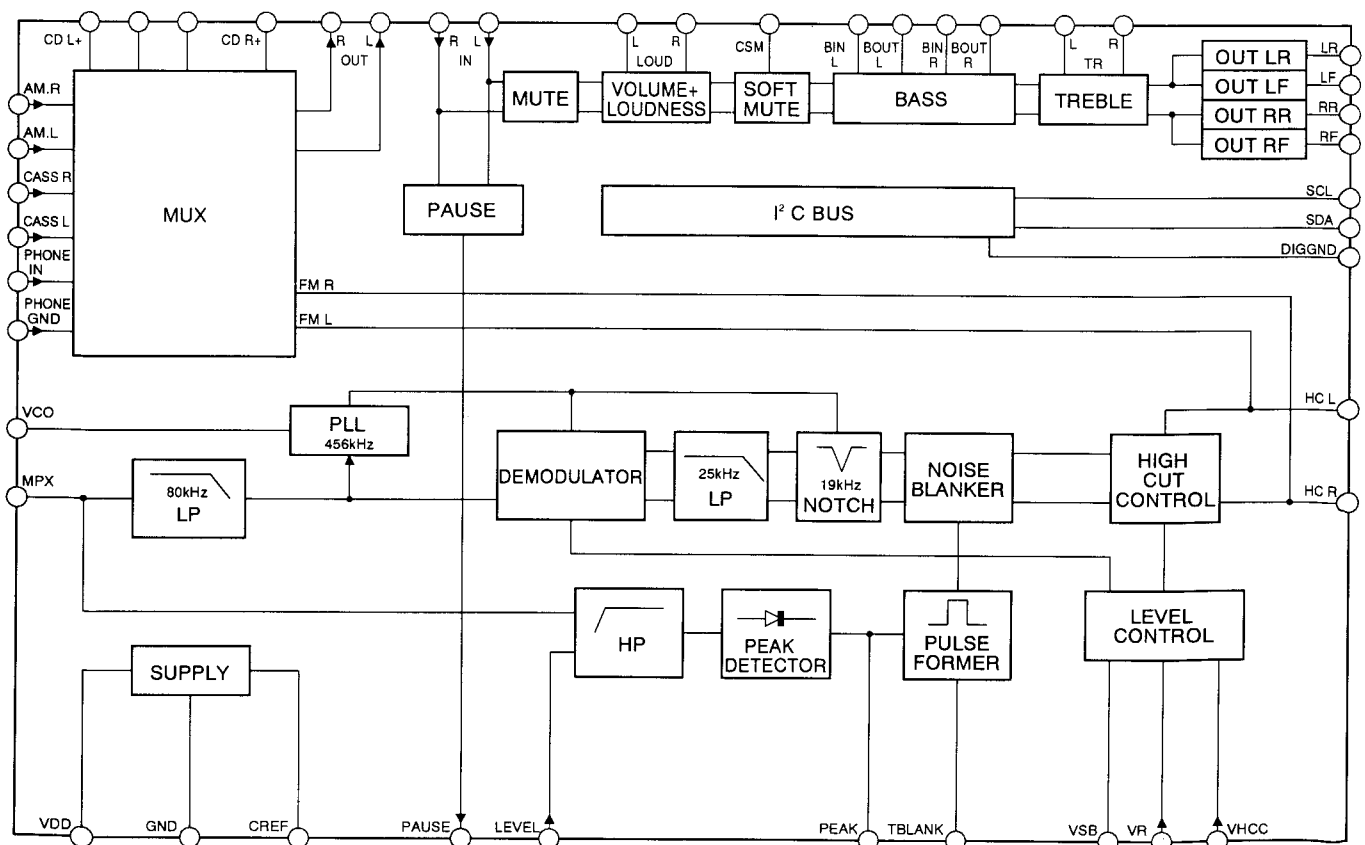 CD L+
CD R+
R
L
OUT
R
L
IN
L
R
LOUD
CSM
BIN
L
BOUT
L
BIN
R
BOUT
R
L
R
TR
OUT LR
LR
OUT LF
LF
OUT RR
RR
OUT RF
RF
AM.R
AM.L
CASS R
CASS L
PHONE
IN
PHONE
GND
MUX
MUTE
VOLUME+
LOUDNESS
SOFT
MUTE
BASS
TREBLE
PAUSE
I² C BUS
SCL
SDA
DIGGND
FM R
FM L
VCO
PLL
456kHz
HC L
MPX
80kHz
LP
DEMODULATOR
25kHz
LP
19kHz
NOTCH
NOISE
BLANKER
HIGH
CUT
CONTROL
HC R
HP
PEAK
DETECTOR
PULSE
FORMER
LEVEL
CONTROL
SUPPLY
VDD
GND
CREF
PAUSE
LEVEL
PEAK
TBLANK
VSB
VR
VHCC